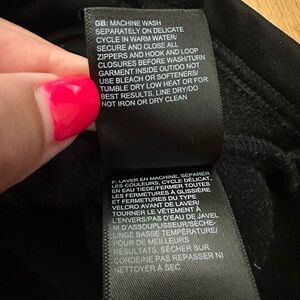 GB: MACHINE WASH
SEPARATELY ON DELICATE
CYCLE IN WARM WATER/
SECURE AND CLOSE ALL
ZIPPERS AND HOOK AND LOOP
CLOSURES BEFORE WASH/TURN
GARMENT INSIDE OUT/DO NOT
USE BLEACH OR SOFTENERS/
TUMBLE DRY LOW HEAT OR FOR
BEST RESULTS, LINE DRY/DO
NOT IRON OR DRY CLEAN
F: LAVER EN MACHINE, SÉPARER
LES COULEURS, CYCLE DÉLICAT,
EN EAU TIÈDE/FERMER TOUTES
LES FERMETURES ET TYPE
VELCRO AVANT DE LAVER/
TOURNER LE VÊTEMENT À
L'ENVERS/PAS D'EAU DE JAVEL
NI D'ASSOUPLISSEUR/SÈCHE-
LINGE BASSE TEMPÉRATURE/
POUR DE MEILLEURS
RÉSULTATS, SÉCHER SUR
CORDE/NE PAS REPASSER NI
NETTOYER À SEC